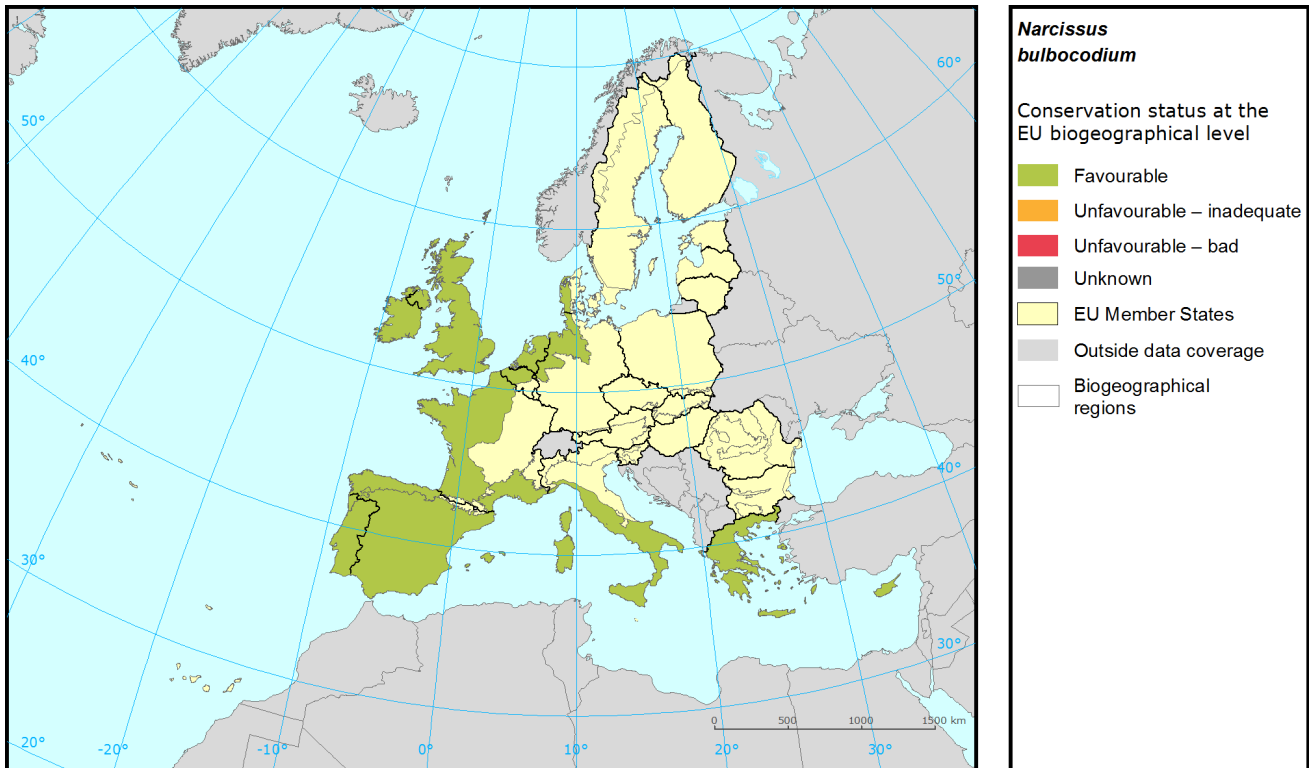 Narcissus
bulbocodium
Conservation status at the
EU biogeographical level
Favourable
Unfavourable – inadequate
Unfavourable – bad
Unknown
EU Member States
Outside data coverage
Biogeographical
regions
60°
50°
50°
40°
40°
30°
30°
0 500 1000 1500 km
20° -20° -10° 0° 10° 20° 30°